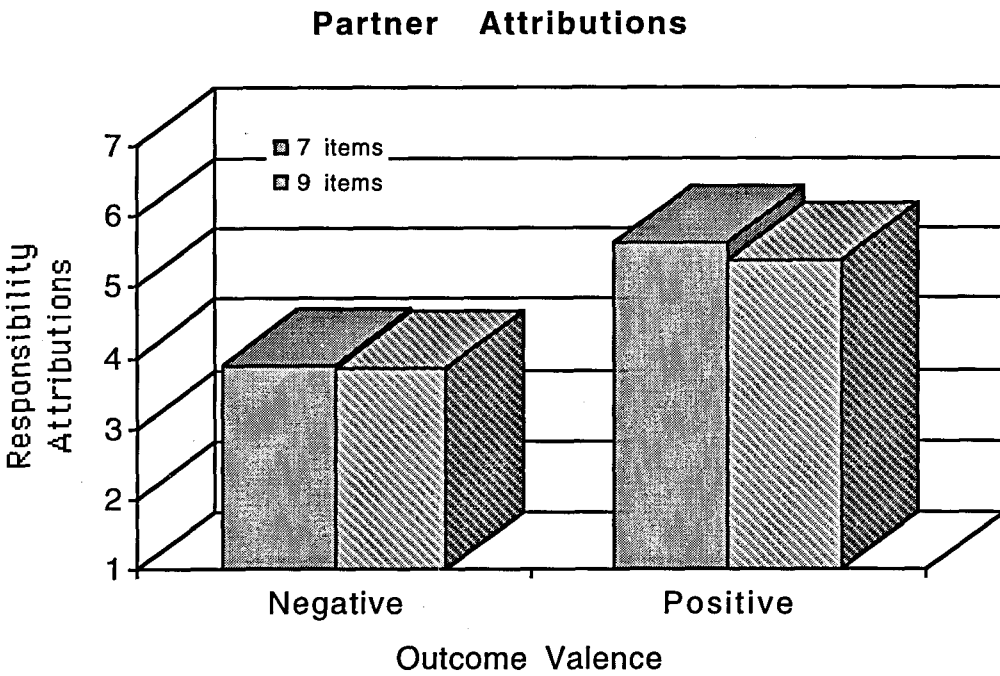 Partner Attributions
7 items
9 items
7
6
5
4
3
2
1
Responsibility
Attributions
Negative
Positive
Outcome Valence